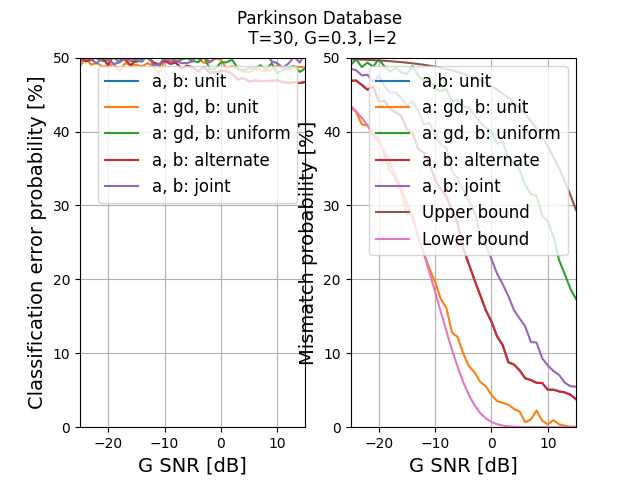 Parkinson Database
T=30, G=0.3, l=2
Classification error probability [%]
50
40
30
20
10
0
−20
−10
0
10
G SNR [dB]
a, b: unit
a: gd, b: unit
a: gd, b: uniform
a, b: alternate
a, b: joint
Mismatch probability [%]
50
40
30
20
10
0
−20
−10
0
10
G SNR [dB]
a,b: unit
a: gd, b: unit
a: gd, b: uniform
a, b: alternate
a, b: joint
Upper bound
Lower bound